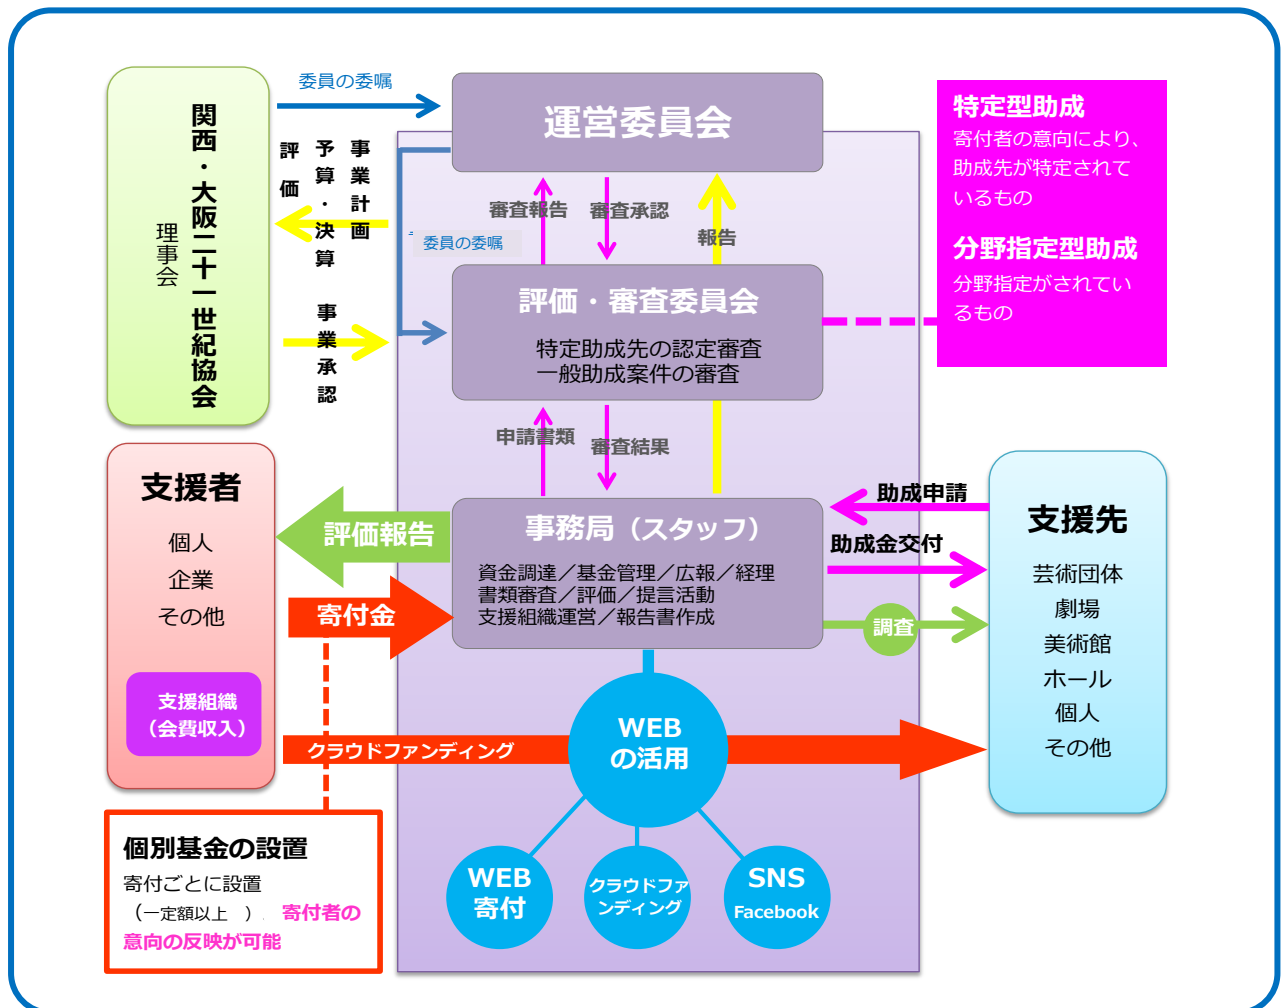 委員の委嘱
運営委員会
関西・大阪二十一世紀協会
理事会
事業計画
予算・決算
評価
事業承認
委員の委嘱
審査報告
審査承認
報告
特定型助成
寄付者の意向により、
助成先が特定されて
いるもの
分野指定型助成
分野指定がされてい
るもの
評価・審査委員会
特定助成先の認定審査
一般助成案件の審査
申請書類
審査結果
支援者
個人
企業
その他
支援組織
（会費収入）
評価報告
寄付金
事務局（スタッフ）
資金調達／基金管理／広報／経理
書類審査／評価／提言活動
支援組織運営／報告書作成
助成申請
助成金交付
調査
支援先
芸術団体
劇場
美術館
ホール
個人
その他
クラウドファンディング
WEB
の活用
WEB
寄付
クラウドファ
ンディング
SNS
Facebook
個別基金の設置
寄付ごとに設置
（一定額以上　）. 寄付者の
意向の反映が可能